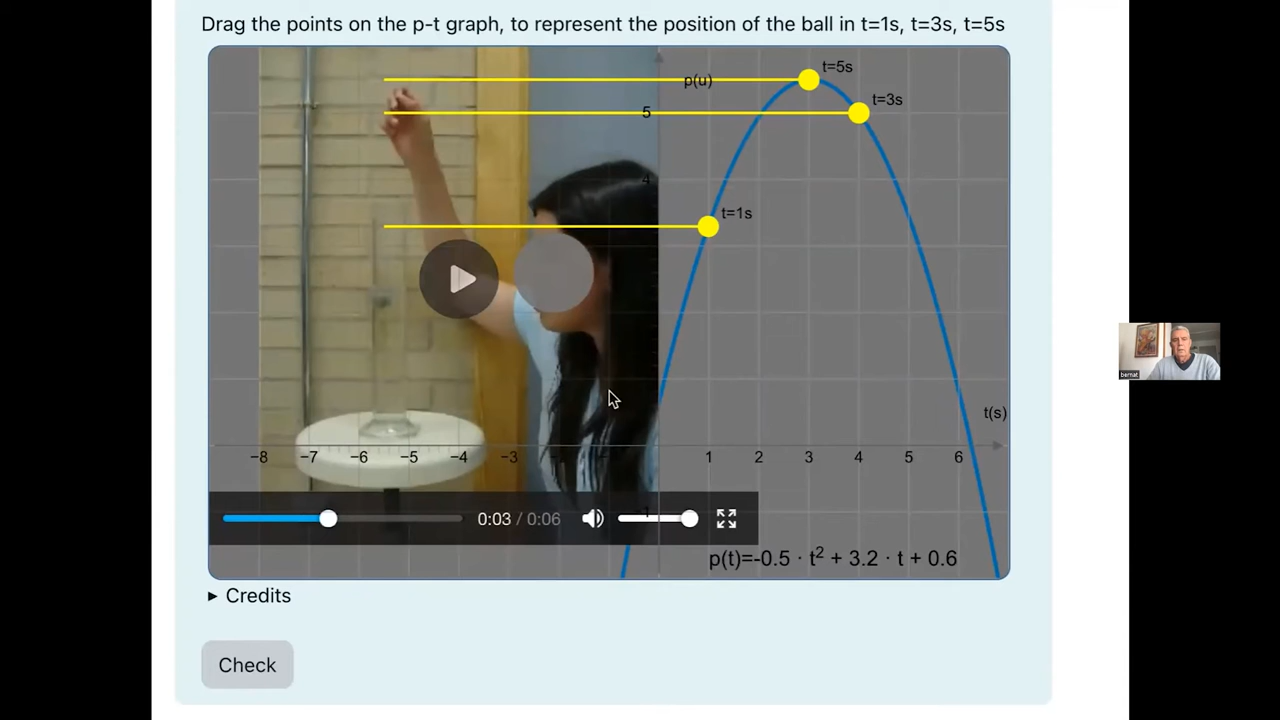 Drag the points on the p-t graph, to represent the position of the ball in t=1s, t=3s, t=5s
t=5s
p(u)
t=3s
5
4
t=1s
t(s)
−8 −7 −6 −5 −4 −3 1 2 3 4 5 6
0:03 / 0:06
p(t)=-0.5 · t² + 3.2 · t + 0.6
▸ Credits
Check
bernat